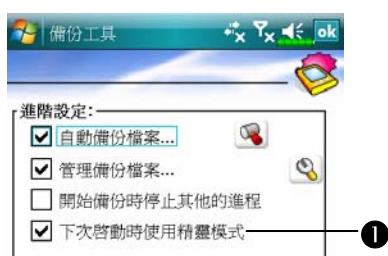 備份工具 ok
進階設定:
自動備份檔案...
管理備份檔案...
開始備份時停止其他的進程
下次啓動時使用精靈模式 1